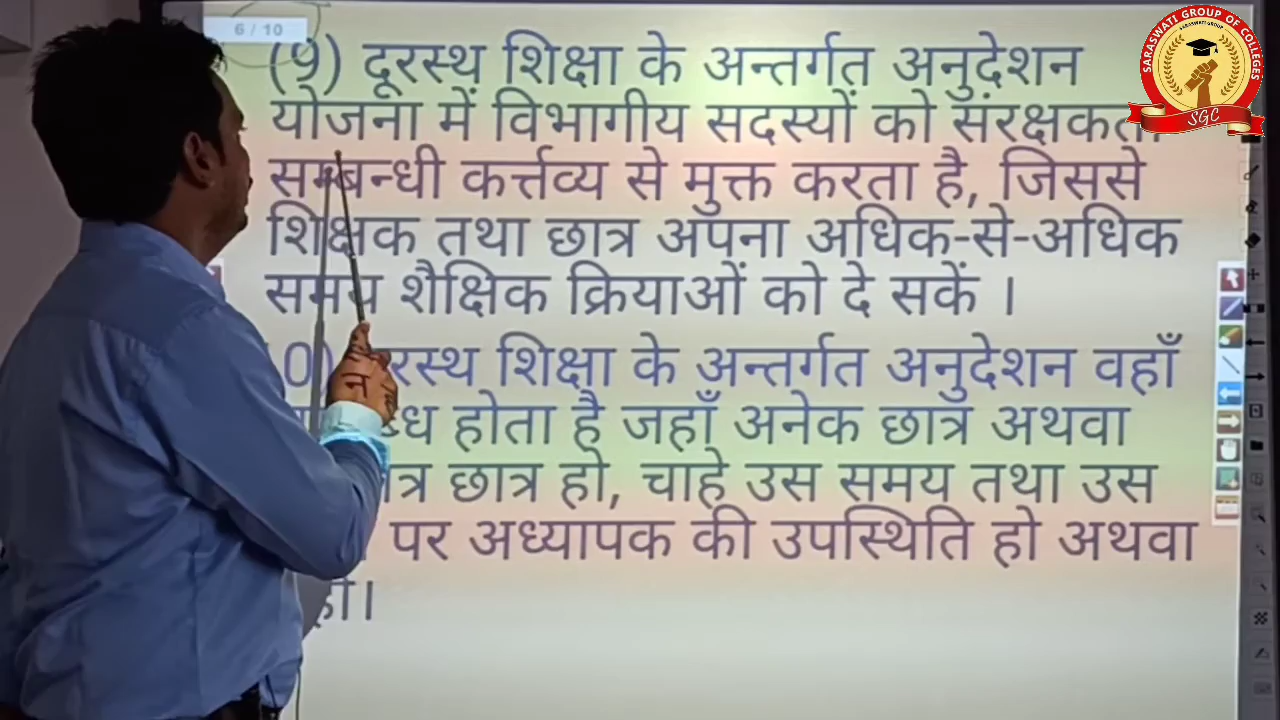 6 / 10
(9) दूरस्थ शिक्षा के अन्तर्गत अनुदेशन
योजना में विभागीय सदस्यों को संरक्षकता
सम्बन्धी कर्त्तव्य से मुक्त करता है, जिससे
शिक्षक तथा छात्र अपना अधिक-से-अधिक
समय शैक्षिक क्रियाओं को दे सकें ।
शिक्षा के अन्तर्गत अनुदेशन वहाँ
होता है जहाँ अनेक छात्र अथवा
छात्र हो, चाहे उस समय तथा उस
पर अध्यापक की उपस्थिति हो अथवा
SARASWATI GROUP OF COLLEGES
SARASWATI GROUP
SGC